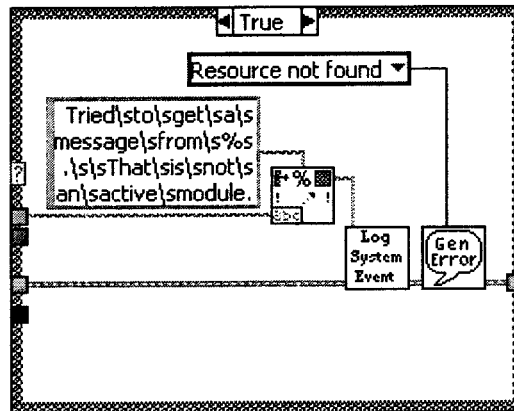 True
Resource not found
Tried\sto\sget\sa\s
message\sfrom\s%s
.\s\sThat\sis\snot\s
an\sactive\smodule.
?
%
abc
Log
System
Event
Gen
Error